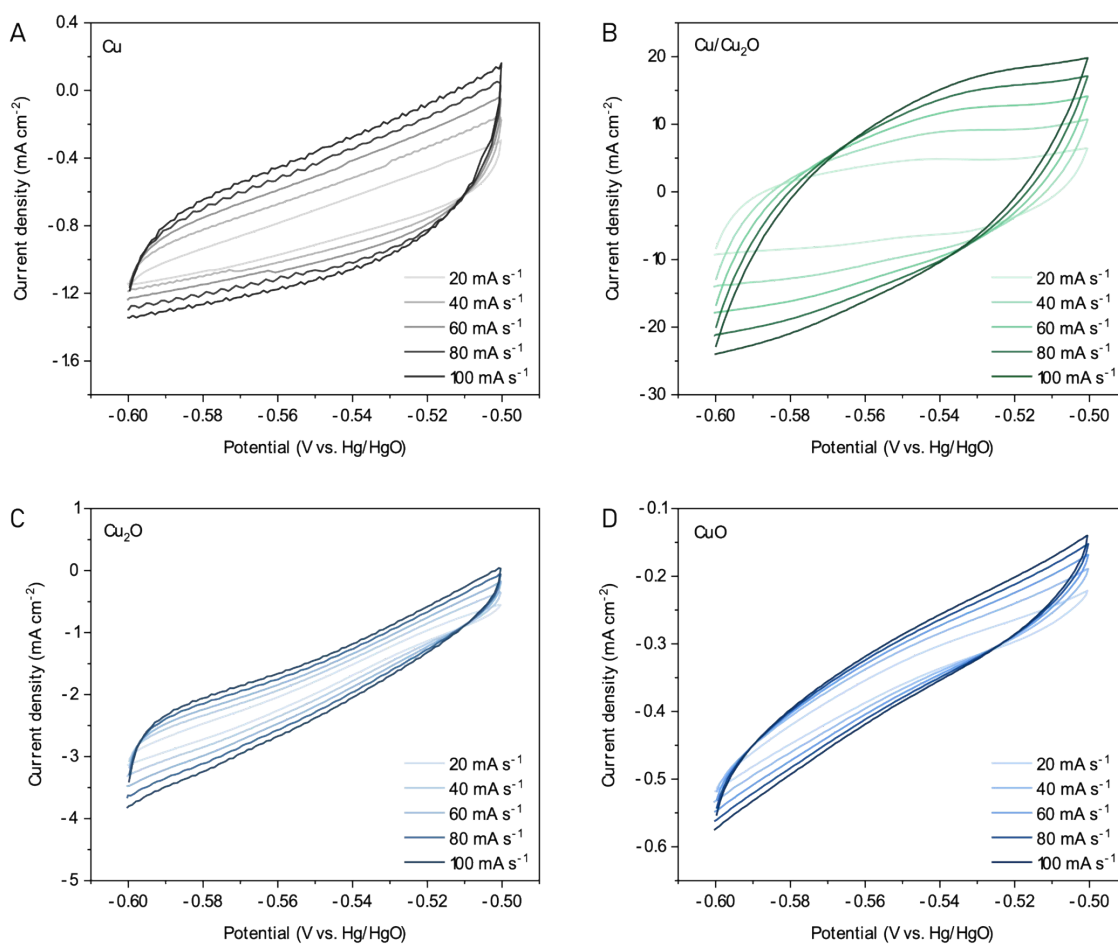 A
Cu
0.4
0.0
-0.4
-0.8
-1.2
-1.6
Current density (mA cm⁻²)
20 mA s⁻¹
40 mA s⁻¹
60 mA s⁻¹
80 mA s⁻¹
100 mA s⁻¹
-0.60 -0.58 -0.56 -0.54 -0.52 -0.50
Potential (V vs. Hg/HgO)
B
Cu/Cu₂O
20
10
0
-10
-20
-30
Current density (mA cm⁻²)
20 mA s⁻¹
40 mA s⁻¹
60 mA s⁻¹
80 mA s⁻¹
100 mA s⁻¹
-0.60 -0.58 -0.56 -0.54 -0.52 -0.50
Potential (V vs. Hg/HgO)
C
Cu₂O
1
0
-1
-2
-3
-4
-5
Current density (mA cm⁻²)
20 mA s⁻¹
40 mA s⁻¹
60 mA s⁻¹
80 mA s⁻¹
100 mA s⁻¹
-0.60 -0.58 -0.56 -0.54 -0.52 -0.50
Potential (V vs. Hg/HgO)
D
CuO
-0.1
-0.2
-0.3
-0.4
-0.5
-0.6
Current density (mA cm⁻²)
20 mA s⁻¹
40 mA s⁻¹
60 mA s⁻¹
80 mA s⁻¹
100 mA s⁻¹
-0.60 -0.58 -0.56 -0.54 -0.52 -0.50
Potential (V vs. Hg/HgO)